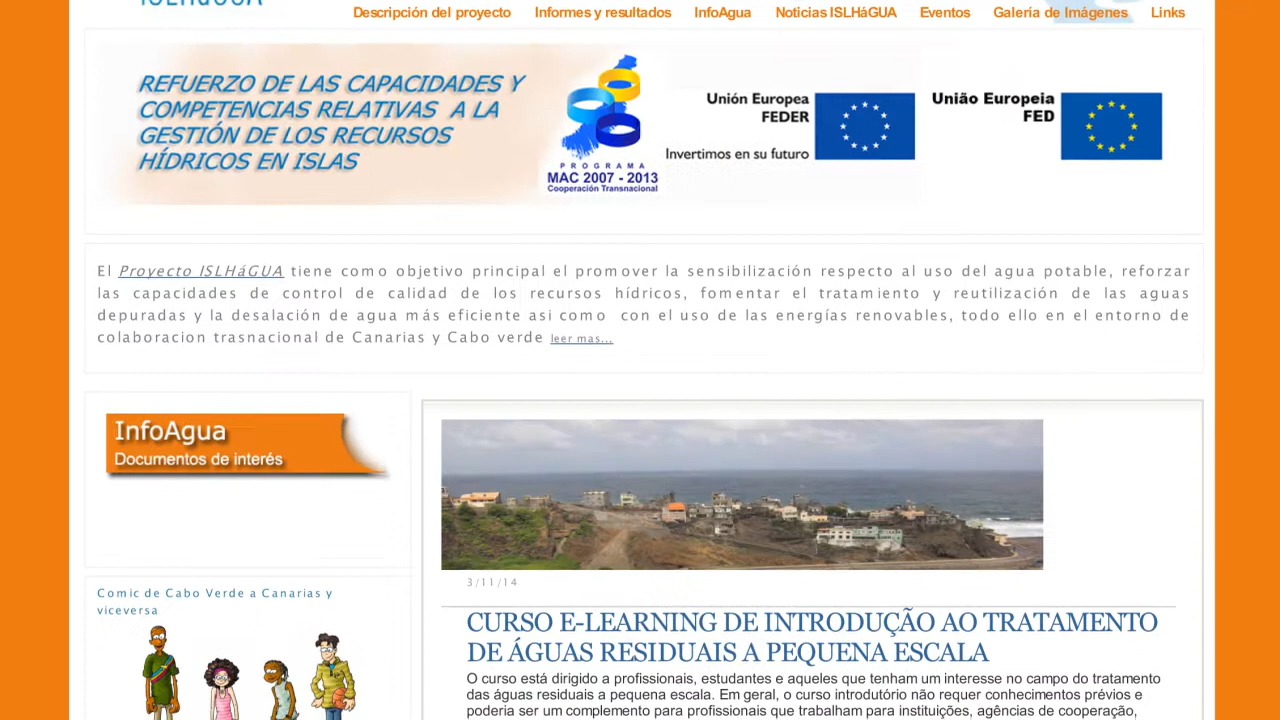 ISLHáGUA
Descripción del proyecto Informes y resultados InfoAgua Noticias ISLHáGUA Eventos Galería de Imágenes Links
REFUERZO DE LAS CAPACIDADES Y
COMPETENCIAS RELATIVAS A LA
GESTIÓN DE LOS RECURSOS
HÍDRICOS EN ISLAS
PROGRAMA
MAC 2007 - 2013
Cooperación Transnacional
Unión Europea
FEDER
Invertimos en su futuro
União Europeia
FED
El Proyecto ISLHáGUA tiene como objetivo principal el promover la sensibilización respecto al uso del agua potable, reforzar
las capacidades de control de calidad de los recursos hídricos, fomentar el tratamiento y reutilización de las aguas
depuradas y la desalación de agua más eficiente asi como con el uso de las energías renovables, todo ello en el entorno de
colaboracion trasnacional de Canarias y Cabo verde leer mas...
InfoAgua
Documentos de interés
Comic de Cabo Verde a Canarias y
viceversa
3/11/14
CURSO E-LEARNING DE INTRODUÇÃO AO TRATAMENTO
DE ÁGUAS RESIDUAIS A PEQUENA ESCALA
O curso está dirigido a profissionais, estudantes e aqueles que tenham um interesse no campo do tratamento
das águas residuais a pequena escala. Em geral, o curso introdutório não requer conhecimentos prévios e
poderia ser um complemento para profissionais que trabalham para instituições, agências de cooperação,